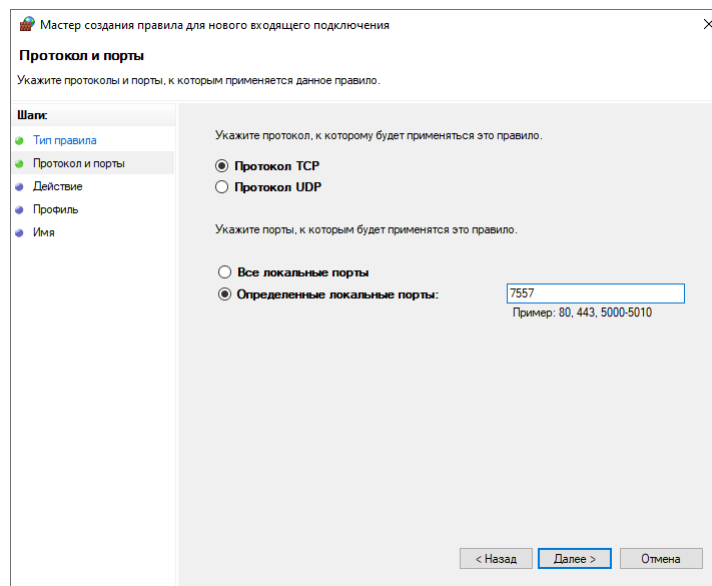 Мастер создания правила для нового входящего подключения
Протокол и порты
Укажите протоколы и порты, к которым применяется данное правило.
Шаги:
Тип правила
Протокол и порты
Действие
Профиль
Имя
Укажите протокол, к которому будет применяться это правило.
Протокол TCP
Протокол UDP
Укажите порты, к которым будет применятся это правило.
Все локальные порты
Определенные локальные порты:
7557
Пример: 80, 443, 5000-5010
< Назад
Далее >
Отмена